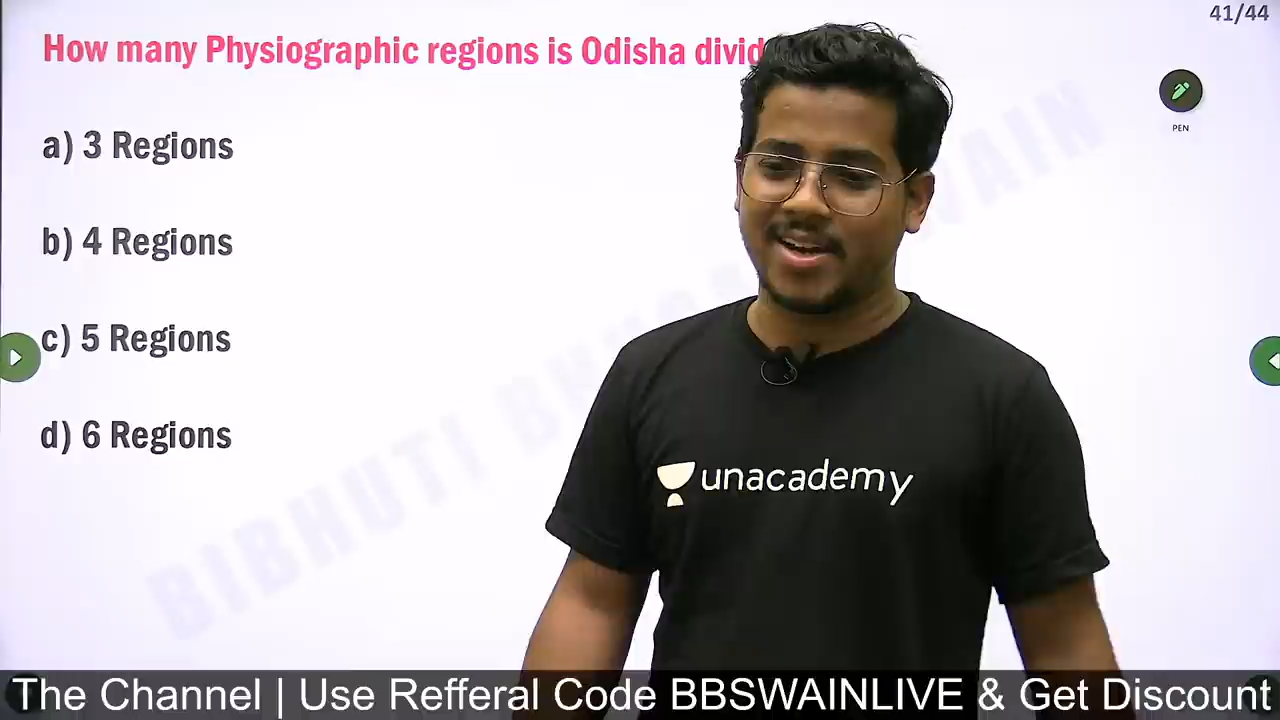 41/44
How many Physiographic regions is Odisha divid
PEN
a) 3 Regions
b) 4 Regions
c) 5 Regions
d) 6 Regions
BIBHUTI
unacademy
The Channel | Use Refferal Code BBSWAINLIVE & Get Discount